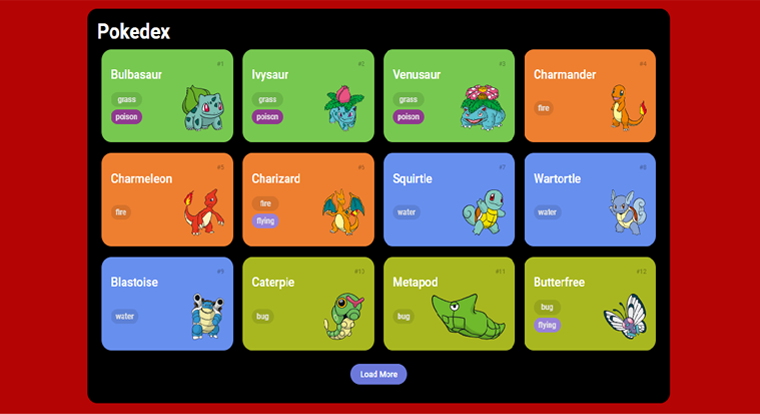 Pokedex
#1
Bulbasaur
grass
poison
#2
Ivysaur
grass
poison
#3
Venusaur
grass
poison
#4
Charmander
fire
#5
Charmeleon
fire
#6
Charizard
fire
flying
#7
Squirtle
water
#8
Wartortle
water
#9
Blastoise
water
#10
Caterpie
bug
#11
Metapod
bug
#12
Butterfree
bug
flying
Load More